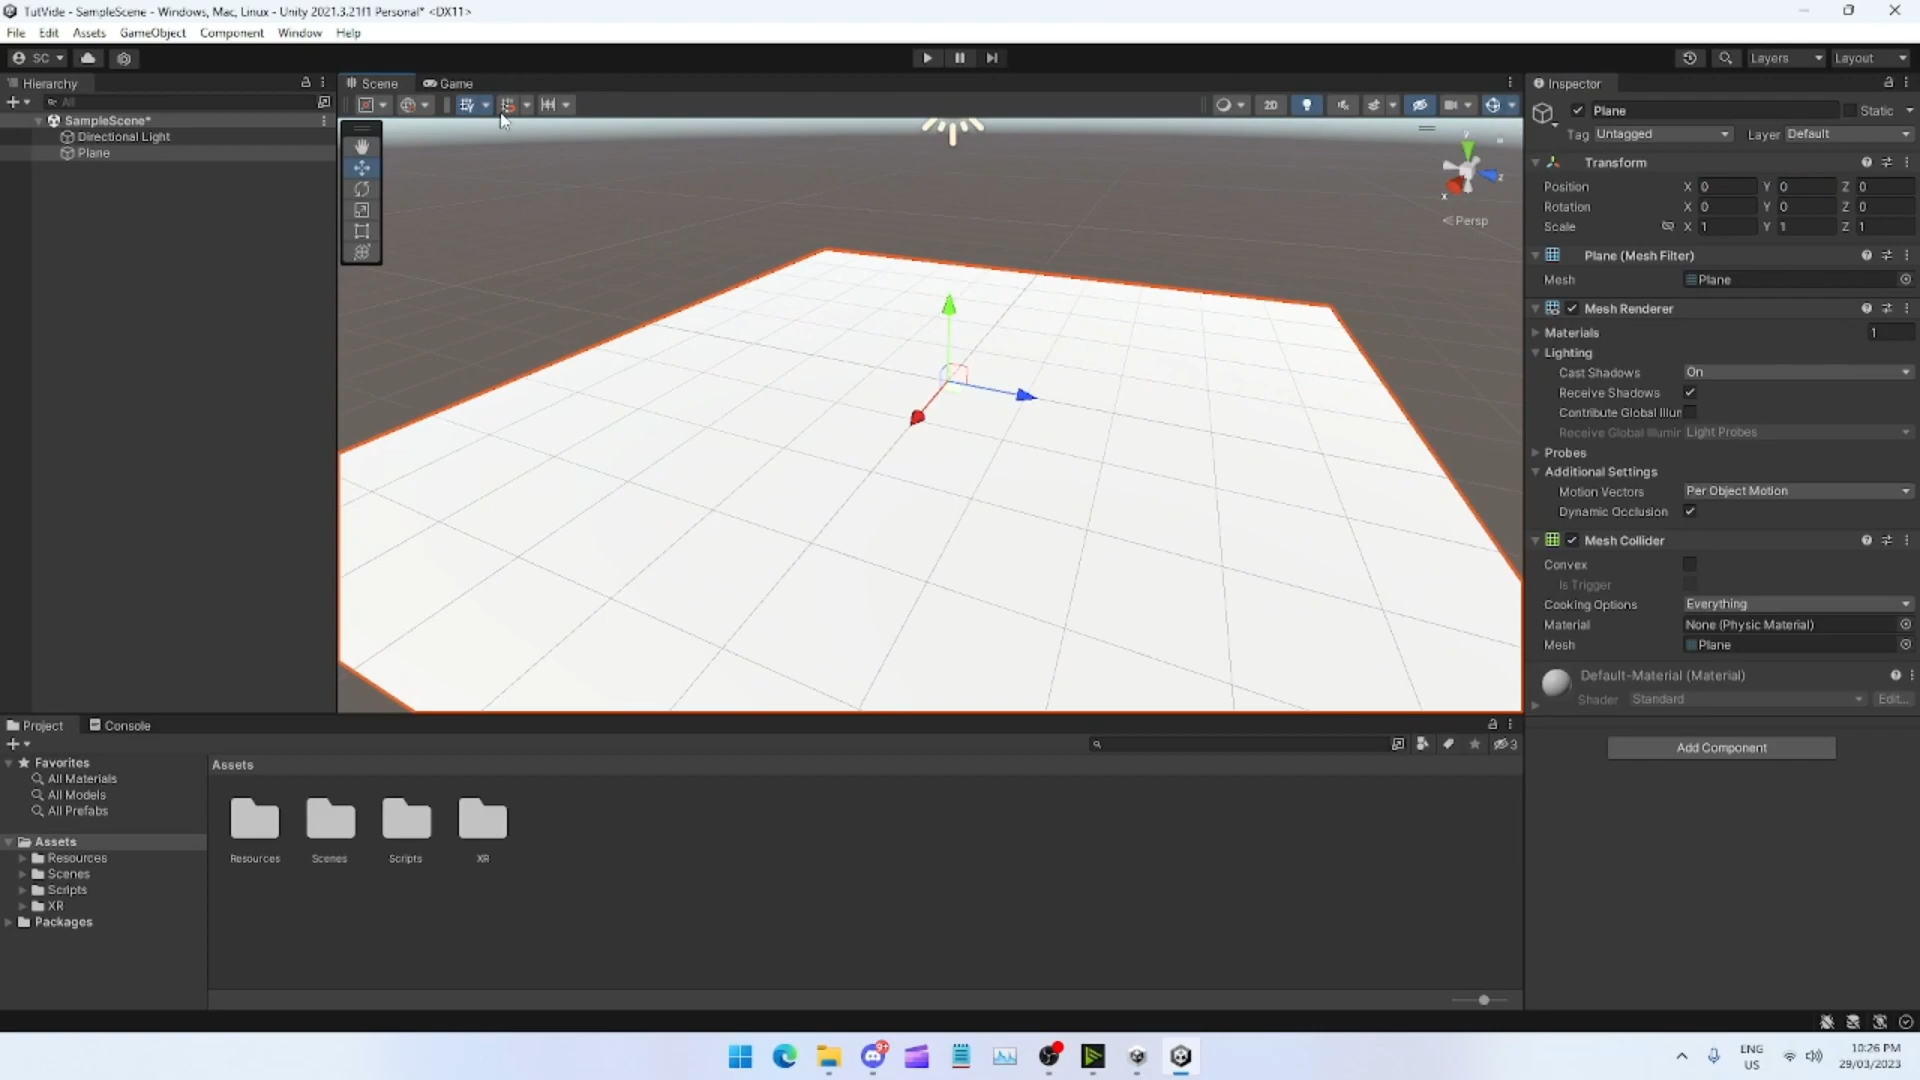 TutVide - SampleScene - Windows, Mac, Linux - Unity 2021.3.21f1 Personal* <DX11>
File Edit Assets GameObject Component Window Help
SC Layers Layout
Hierarchy
All
SampleScene*
Directional Light
Plane
Scene Game
2D
y
x z
Persp
Inspector
Plane Static
Tag Untagged Layer Default
Transform
Position X 0 Y 0 Z 0
Rotation X 0 Y 0 Z 0
Scale X 1 Y 1 Z 1
Plane (Mesh Filter)
Mesh Plane
Mesh Renderer
Materials 1
Lighting
Cast Shadows On
Receive Shadows
Contribute Global Illur
Receive Global Illumir Light Probes
Probes
Additional Settings
Motion Vectors Per Object Motion
Dynamic Occlusion
Mesh Collider
Convex
Is Trigger
Cooking Options Everything
Material None (Physic Material)
Mesh Plane
Default-Material (Material)
Shader Standard Edit...
Add Component
Project Console
3
Favorites
All Materials
All Models
All Prefabs
Assets
Resources
Scenes
Scripts
XR
Packages
Assets
Resources Scenes Scripts XR
9+
ENG
US
10:26 PM
29/03/2023